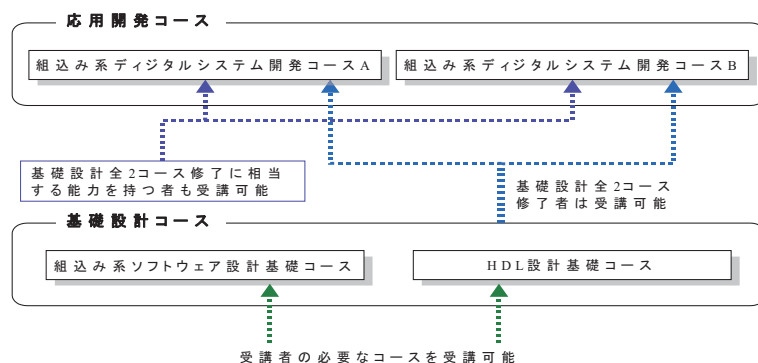 応用開発コース
組込み系ディジタルシステム開発コースA
組込み系ディジタルシステム開発コースB
基礎設計全2コース修了に相当
する能力を持つ者も受講可能
基礎設計全2コース
修了者は受講可能
基礎設計コース
組込み系ソフトウェア設計基礎コース
HDL設計基礎コース
受講者の必要なコースを受講可能